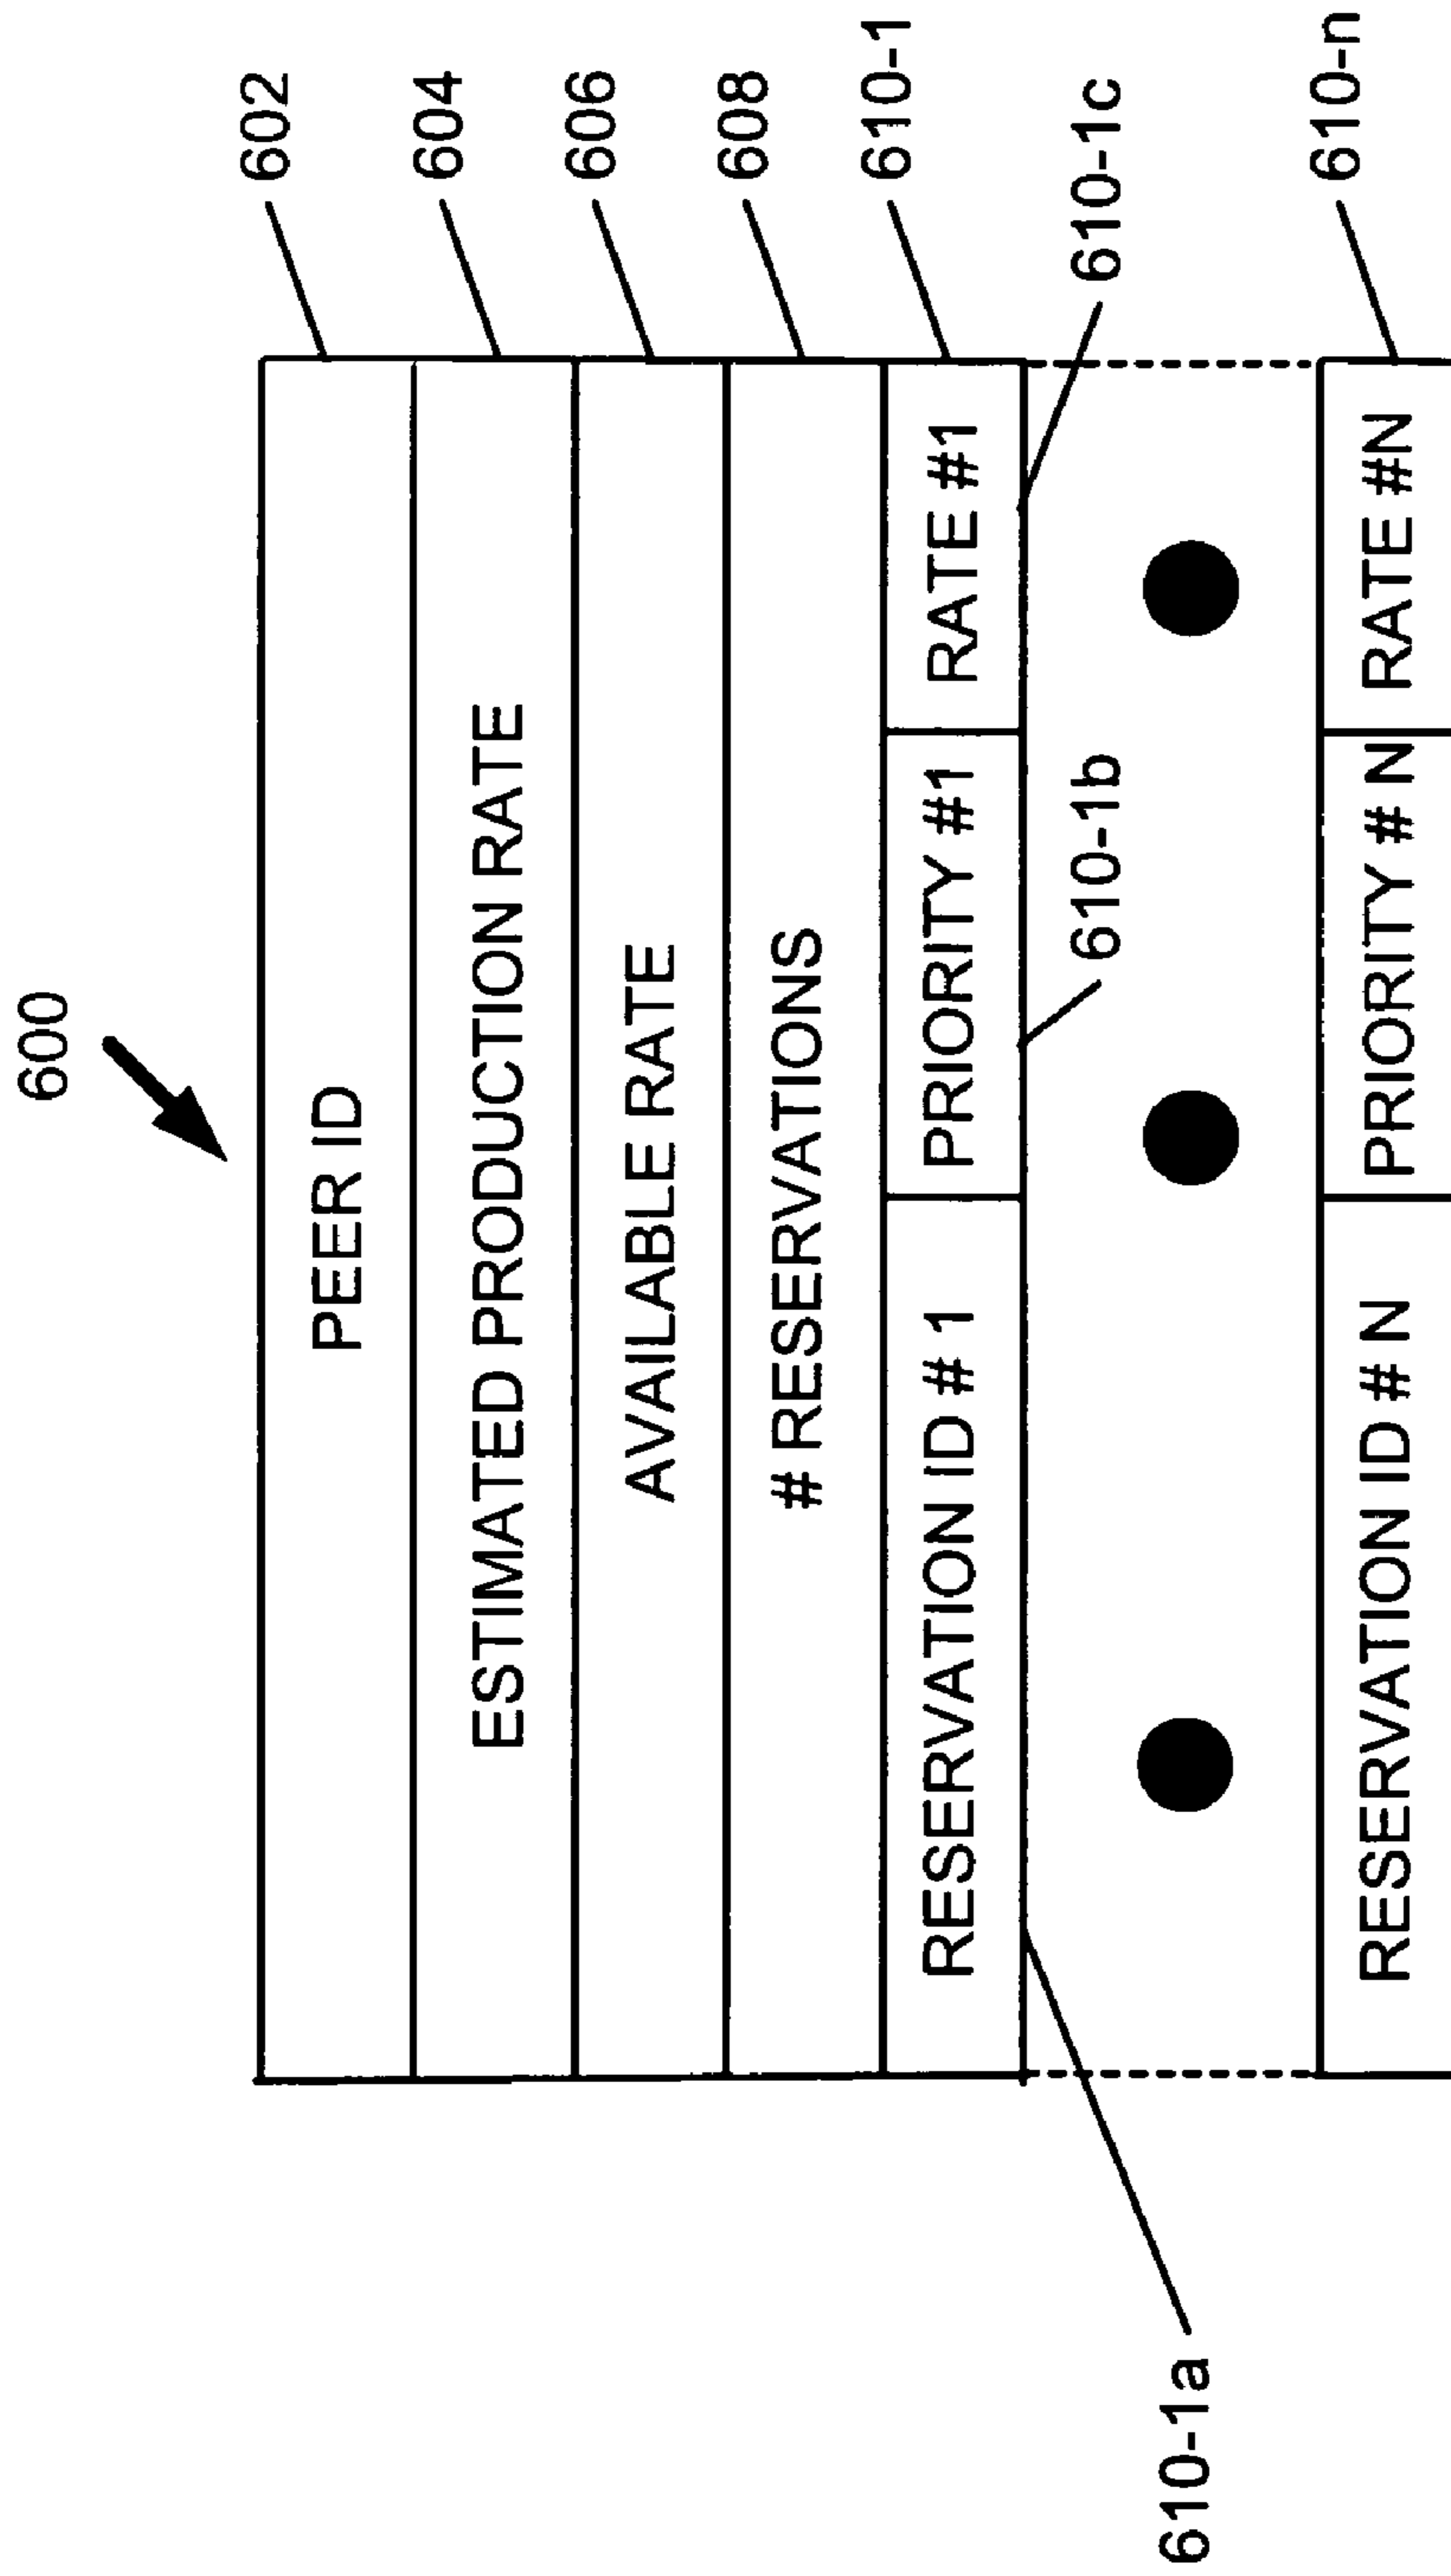 600
PEER ID
602
ESTIMATED PRODUCTION RATE
604
AVAILABLE RATE
606
# RESERVATIONS
608
RESERVATION ID # 1 PRIORITY #1 RATE #1
610-1
610-1a
610-1b
610-1c
RESERVATION ID # N PRIORITY # N RATE #N
610-n